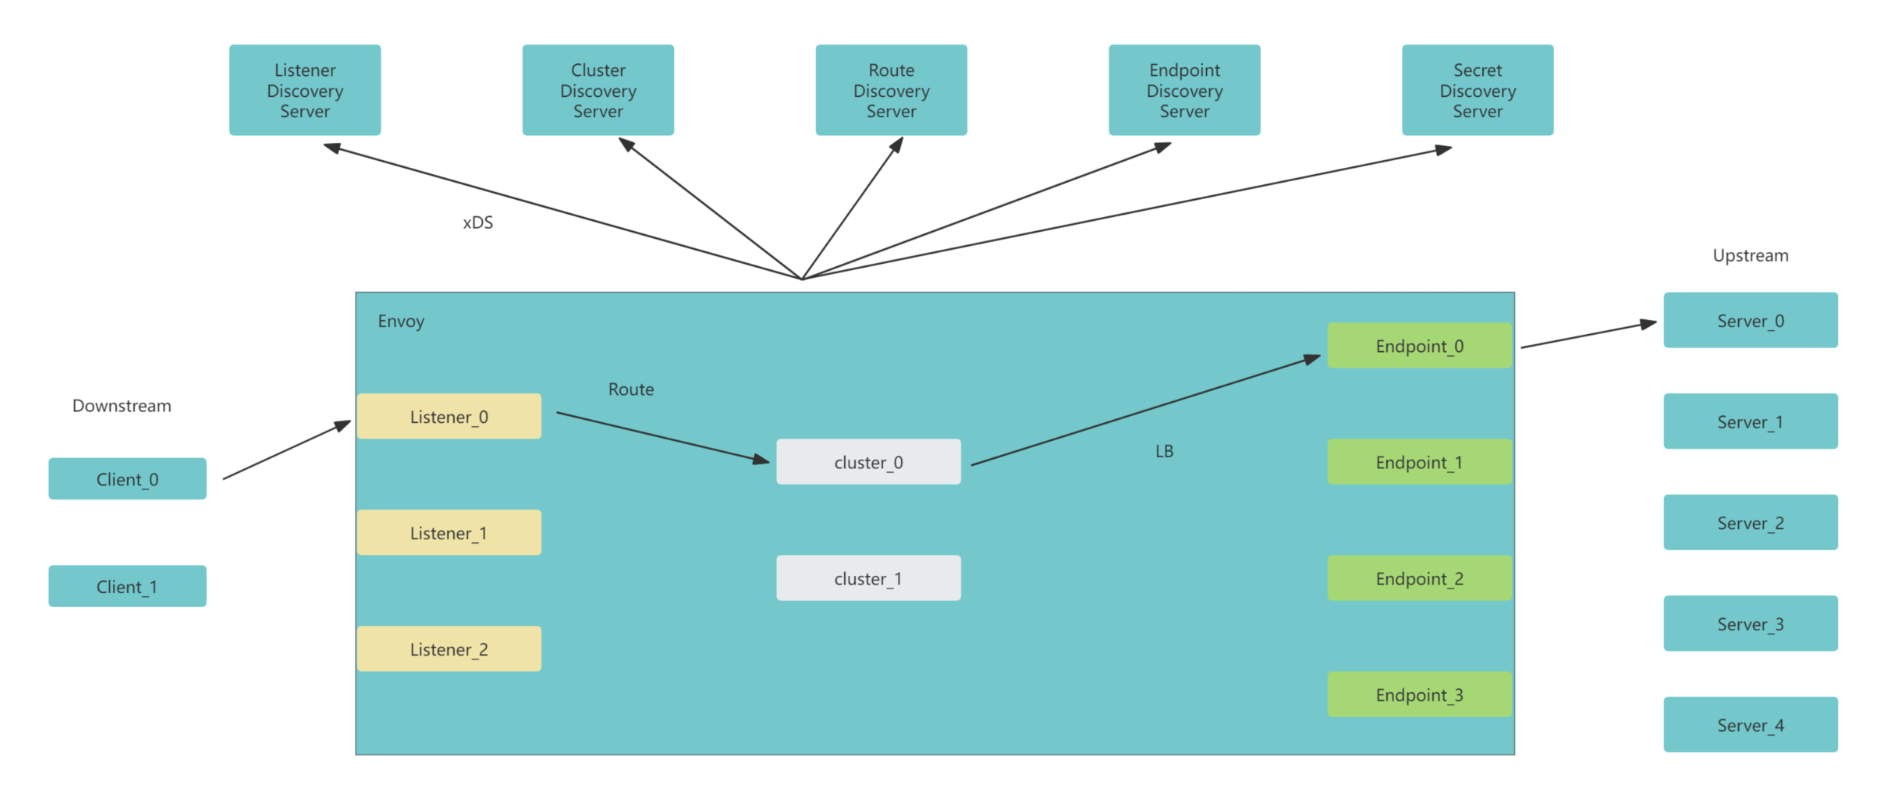 Listener
Discovery
Server
Cluster
Discovery
Server
Route
Discovery
Server
Endpoint
Discovery
Server
Secret
Discovery
Server
xDS
Upstream
Envoy
Server_0
Endpoint_0
Route
Downstream
Listener_0
Server_1
LB
cluster_0
Endpoint_1
Client_0
Server_2
Listener_1
cluster_1
Endpoint_2
Client_1
Server_3
Listener_2
Endpoint_3
Server_4